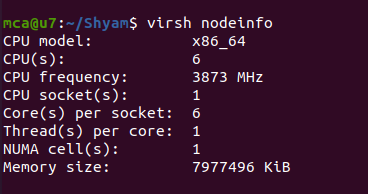 mca@u7:~/Shyam$ virsh nodeinfo
CPU model:           x86_64
CPU(s):              6
CPU frequency:       3873 MHz
CPU socket(s):       1
Core(s) per socket:  6
Thread(s) per core:  1
NUMA cell(s):        1
Memory size:         7977496 KiB